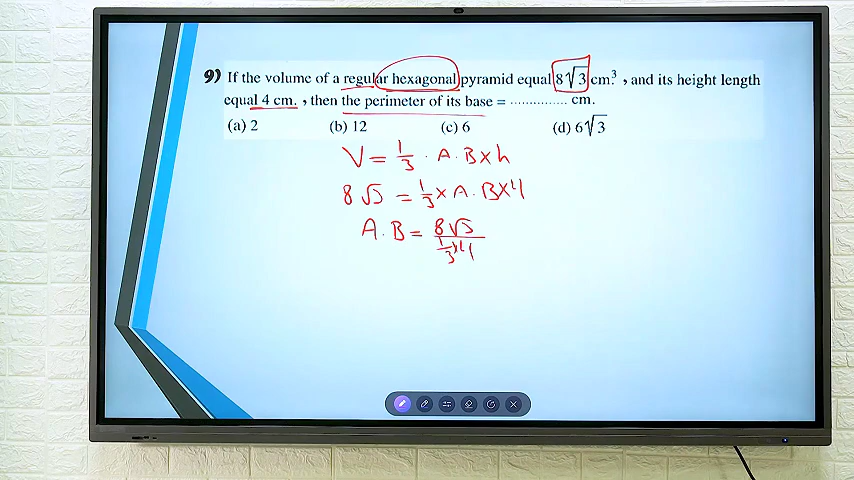 9) If the volume of a regular hexagonal pyramid equal 8√3 cm³. , and its height length
equal 4 cm. , then the perimeter of its base = ............... cm.
(a) 2 (b) 12 (c) 6 (d) 6√3
V = 1/3 · A.B × h
8√3 = 1/3 × A.B × 4
A.B = 8√3 / (1/3 × 4)